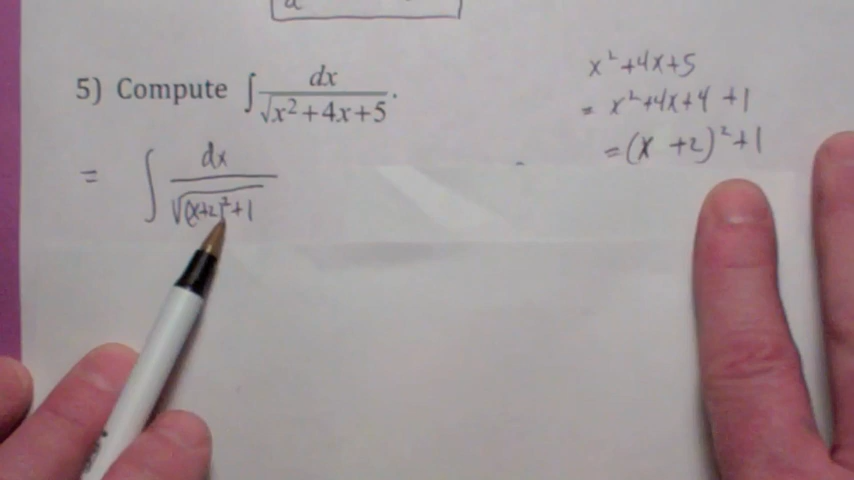 5) Compute ∫ dx / √x²+4x+5 .
x²+4x+5
= x²+4x+4 +1
= (x +2)²+1
= ∫ dx / √(x+2)²+1